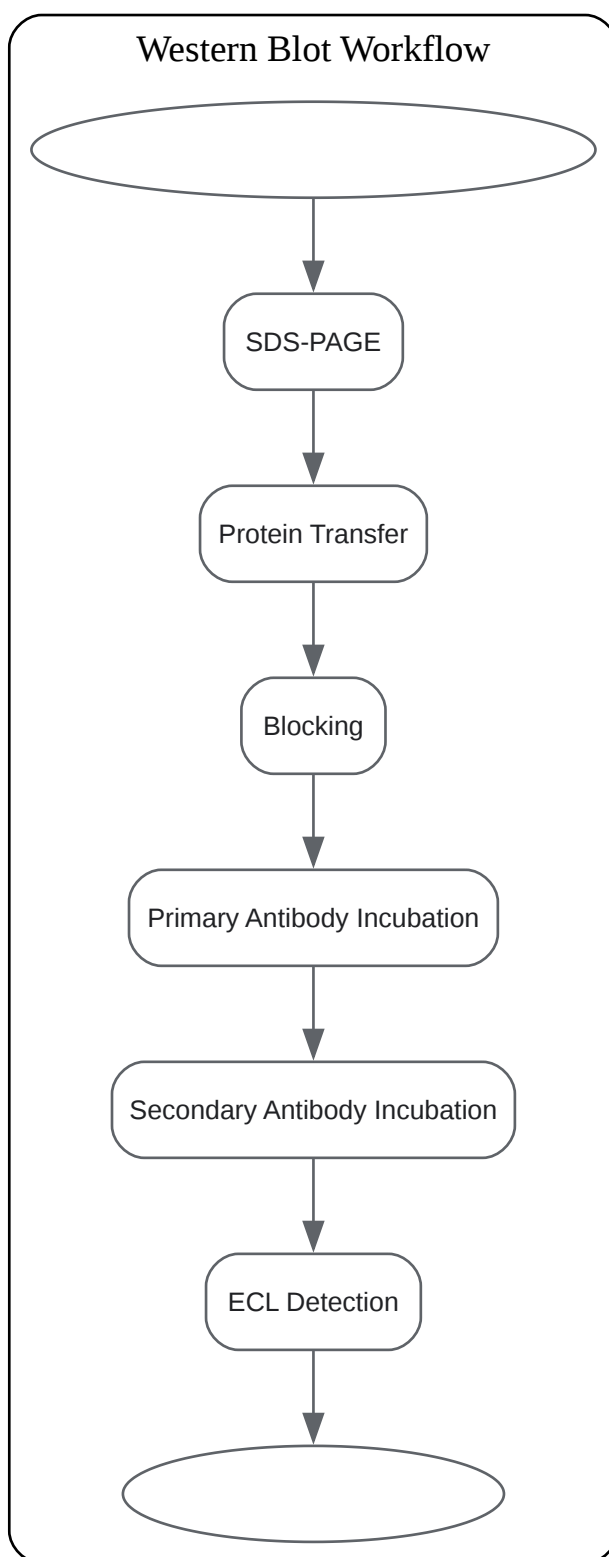 Western Blot Workflow
SDS-PAGE
Protein Transfer
Blocking
Primary Antibody Incubation
Secondary Antibody Incubation
ECL Detection